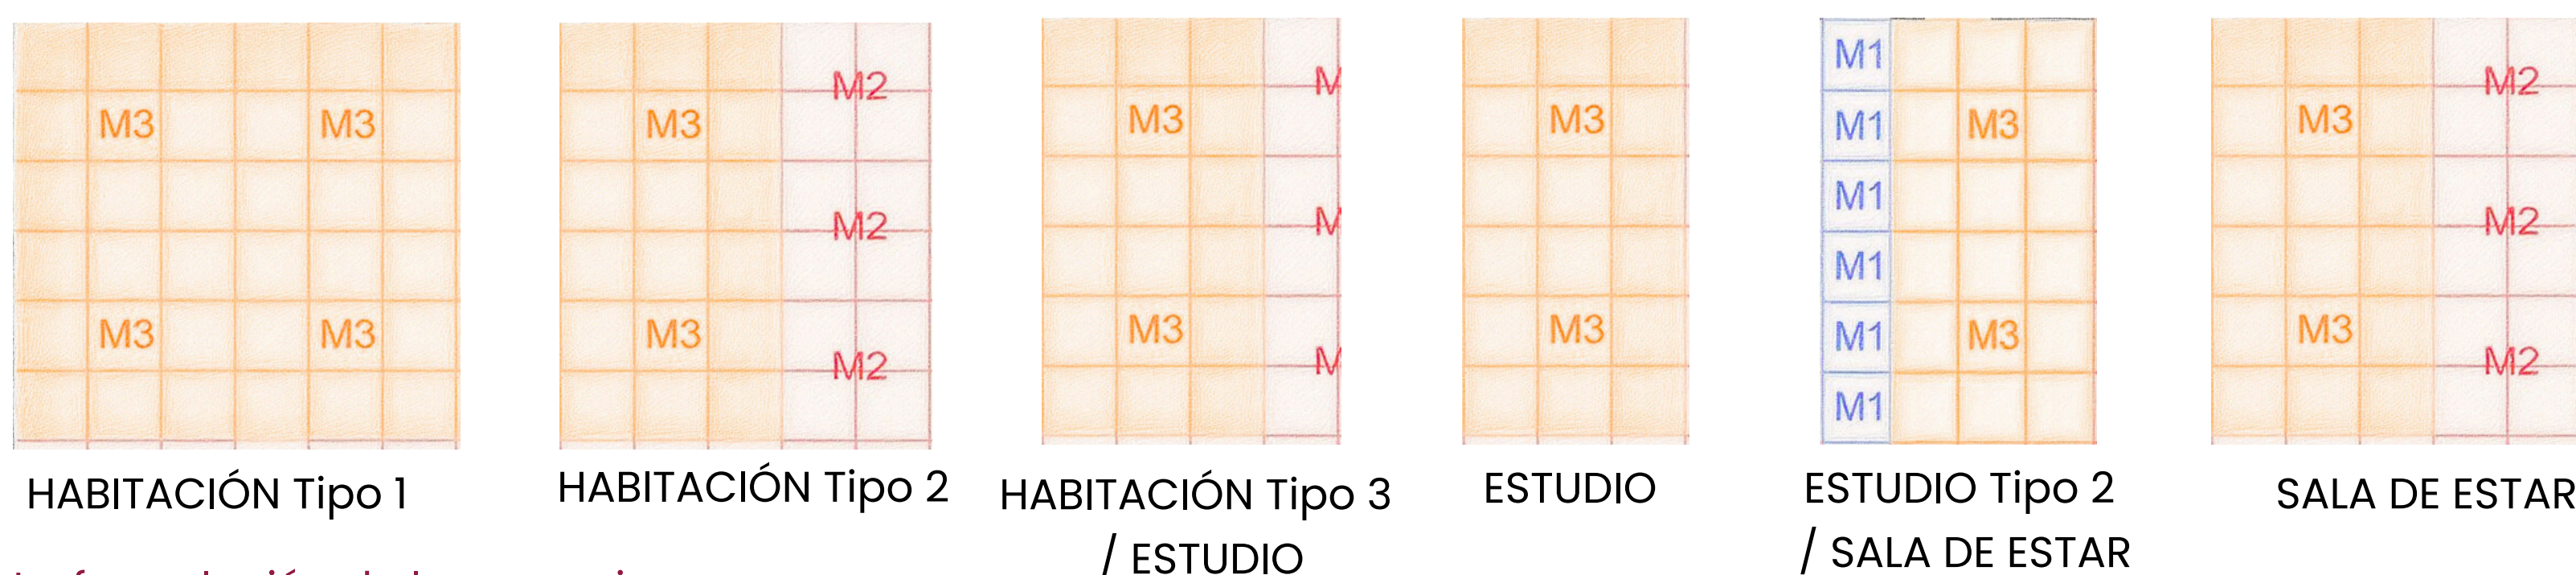 M3 M3
M3 M3
HABITACIÓN Tipo 1
M2
M3
M2
M3
M2
HABITACIÓN Tipo 2
M
M3
M
M3
M
HABITACIÓN Tipo 3
/ ESTUDIO
M3
M3
ESTUDIO
M1
M1 M3
M1
M1
M1 M3
M1
ESTUDIO Tipo 2
/ SALA DE ESTAR
M2
M3
M2
M3
M2
SALA DE ESTAR